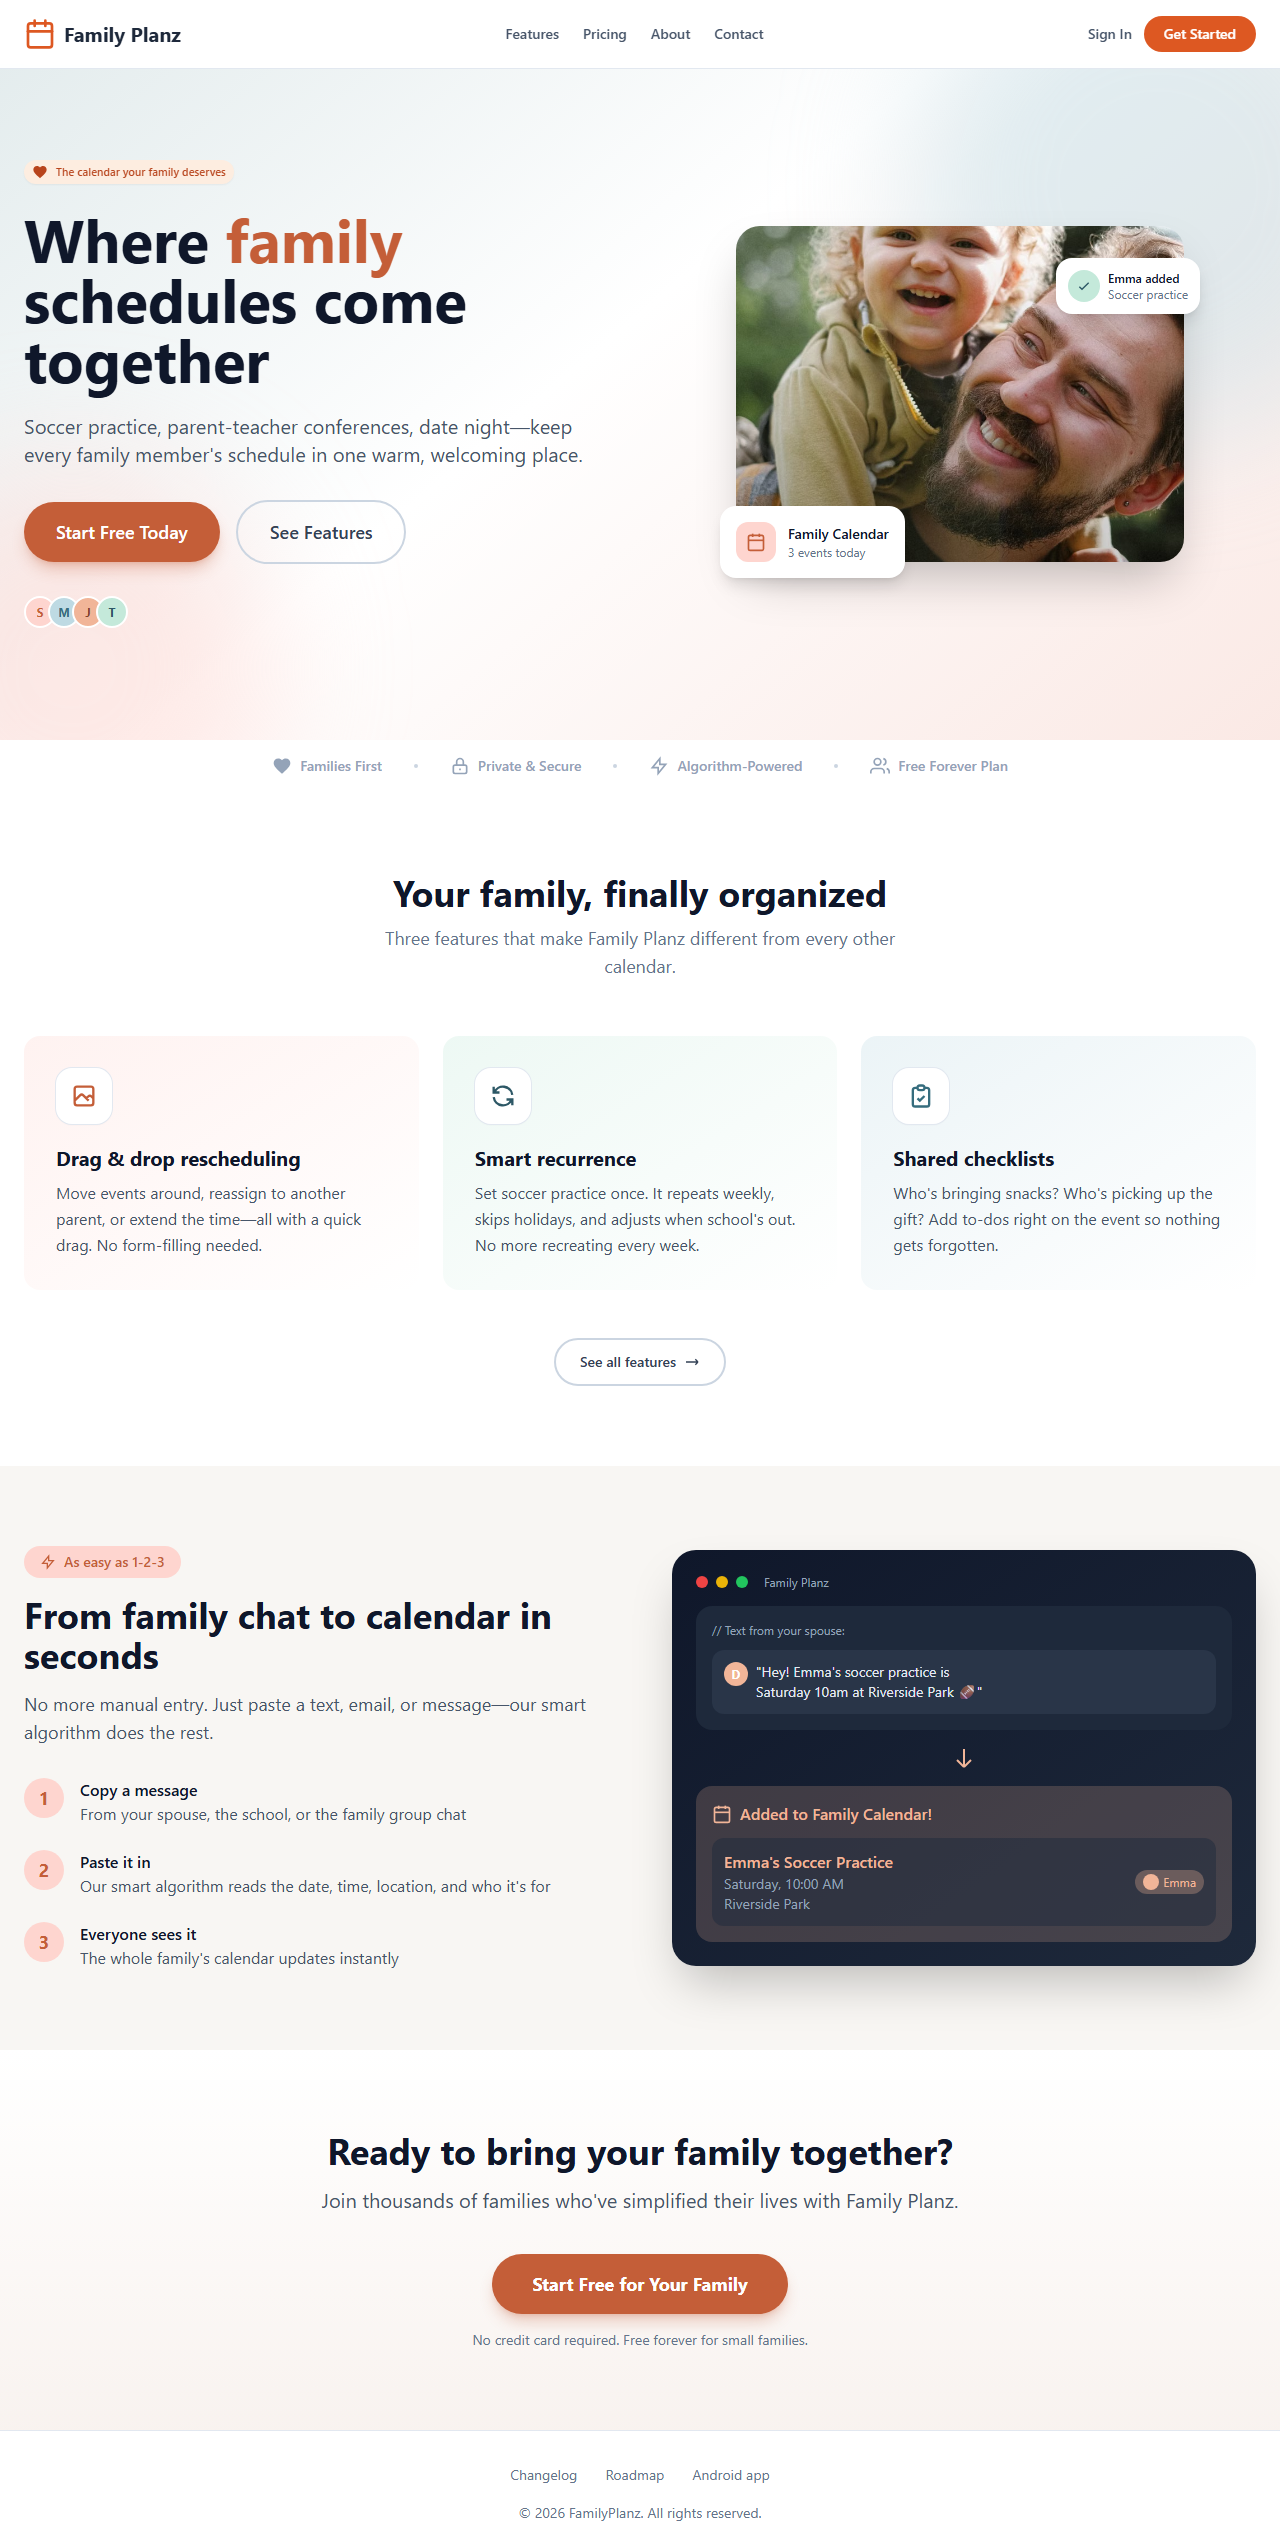 Family Planz
Features
Pricing
About
Contact
Sign In
Get Started
The calendar your family deserves
Where family
schedules come
together
Soccer practice, parent-teacher conferences, date night—keep
every family member's schedule in one warm, welcoming place.
Start Free Today
See Features
S
M
J
T
Emma added
Soccer practice
Family Calendar
3 events today
Families First
Private & Secure
Algorithm-Powered
Free Forever Plan
Your family, finally organized
Three features that make Family Planz different from every other
calendar.
Drag & drop rescheduling
Move events around, reassign to another
parent, or extend the time—all with a quick
drag. No form-filling needed.
Smart recurrence
Set soccer practice once. It repeats weekly,
skips holidays, and adjusts when school's out.
No more recreating every week.
Shared checklists
Who's bringing snacks? Who's picking up the
gift? Add to-dos right on the event so nothing
gets forgotten.
See all features →
As easy as 1-2-3
From family chat to calendar in
seconds
No more manual entry. Just paste a text, email, or message—our smart
algorithm does the rest.
1
Copy a message
From your spouse, the school, or the family group chat
2
Paste it in
Our smart algorithm reads the date, time, location, and who it's for
3
Everyone sees it
The whole family's calendar updates instantly
Family Planz
// Text from your spouse:
D
"Hey! Emma's soccer practice is
Saturday 10am at Riverside Park 🏈"
Added to Family Calendar!
Emma's Soccer Practice
Saturday, 10:00 AM
Riverside Park
Emma
Ready to bring your family together?
Join thousands of families who've simplified their lives with Family Planz.
Start Free for Your Family
No credit card required. Free forever for small families.
Changelog
Roadmap
Android app
© 2026 FamilyPlanz. All rights reserved.